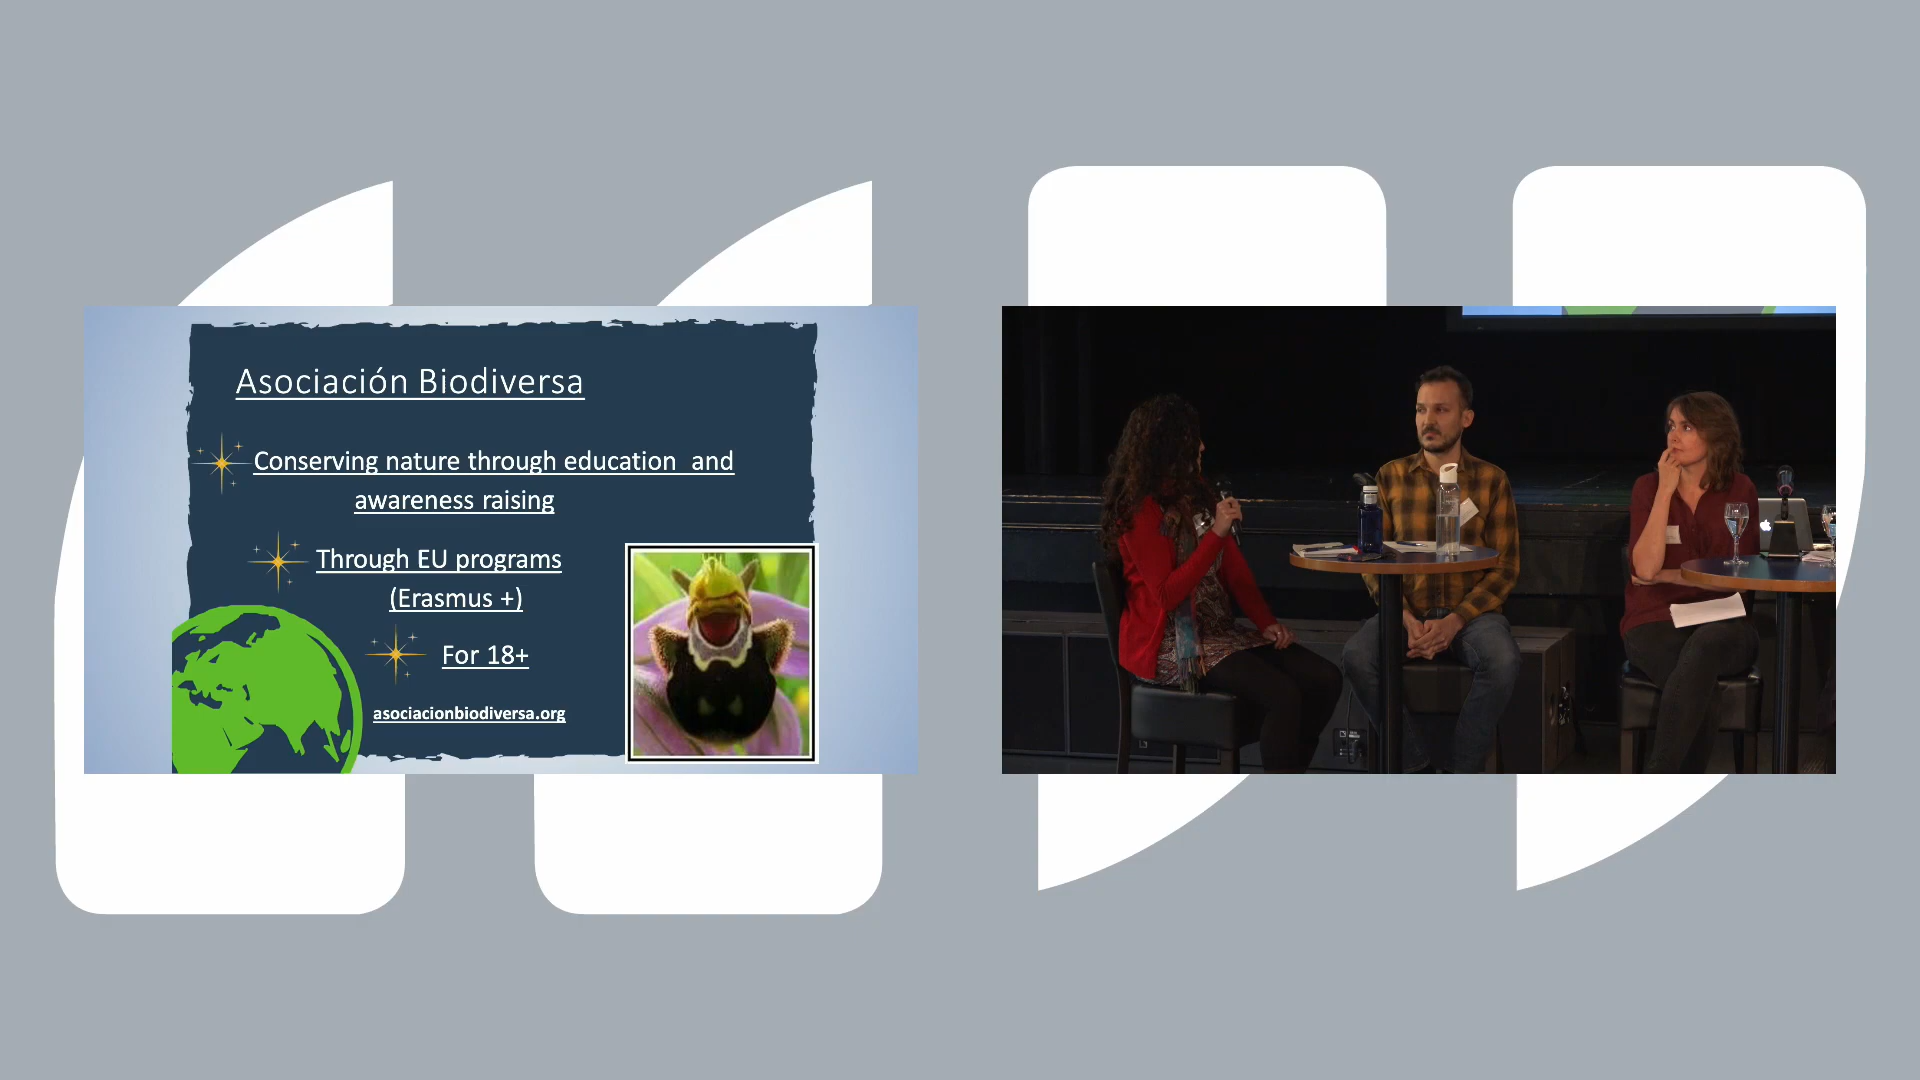 Asociación Biodiversa
Conserving nature through education and
awareness raising
Through EU programs
(Erasmus +)
For 18+
asociacionbiodiversa.org